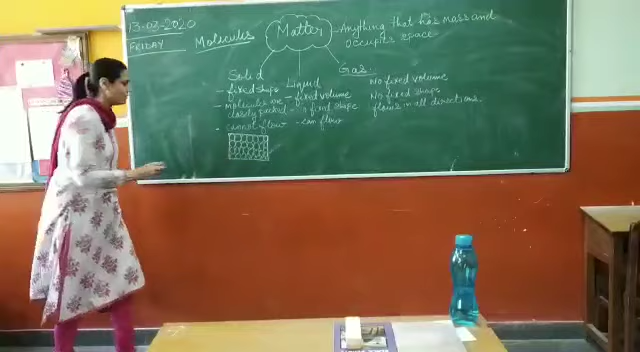 13-03-2020
FRIDAY
Molecules
Matter - Anything that has mass and
occupies space
Solid
- fixed shape
- Molecules are
closely packed
- cannot flow
Liquid
- fixed volume
- No fixed shape
- can flow
Gas
No fixed volume
No fixed shape
flows in all directions.